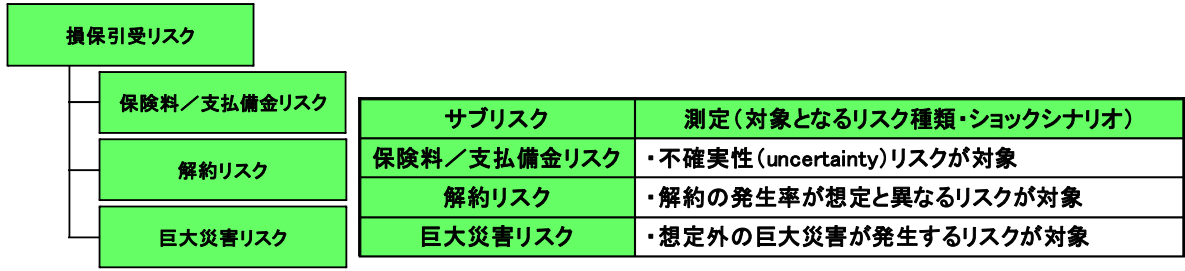 損保引受リスク
保険料／支払備金リスク
解約リスク
巨大災害リスク
サブリスク 測定（対象となるリスク種類・ショックシナリオ）
保険料／支払備金リスク ・不確実性（uncertainty）リスクが対象
解約リスク ・解約の発生率が想定と異なるリスクが対象
巨大災害リスク ・想定外の巨大災害が発生するリスクが対象